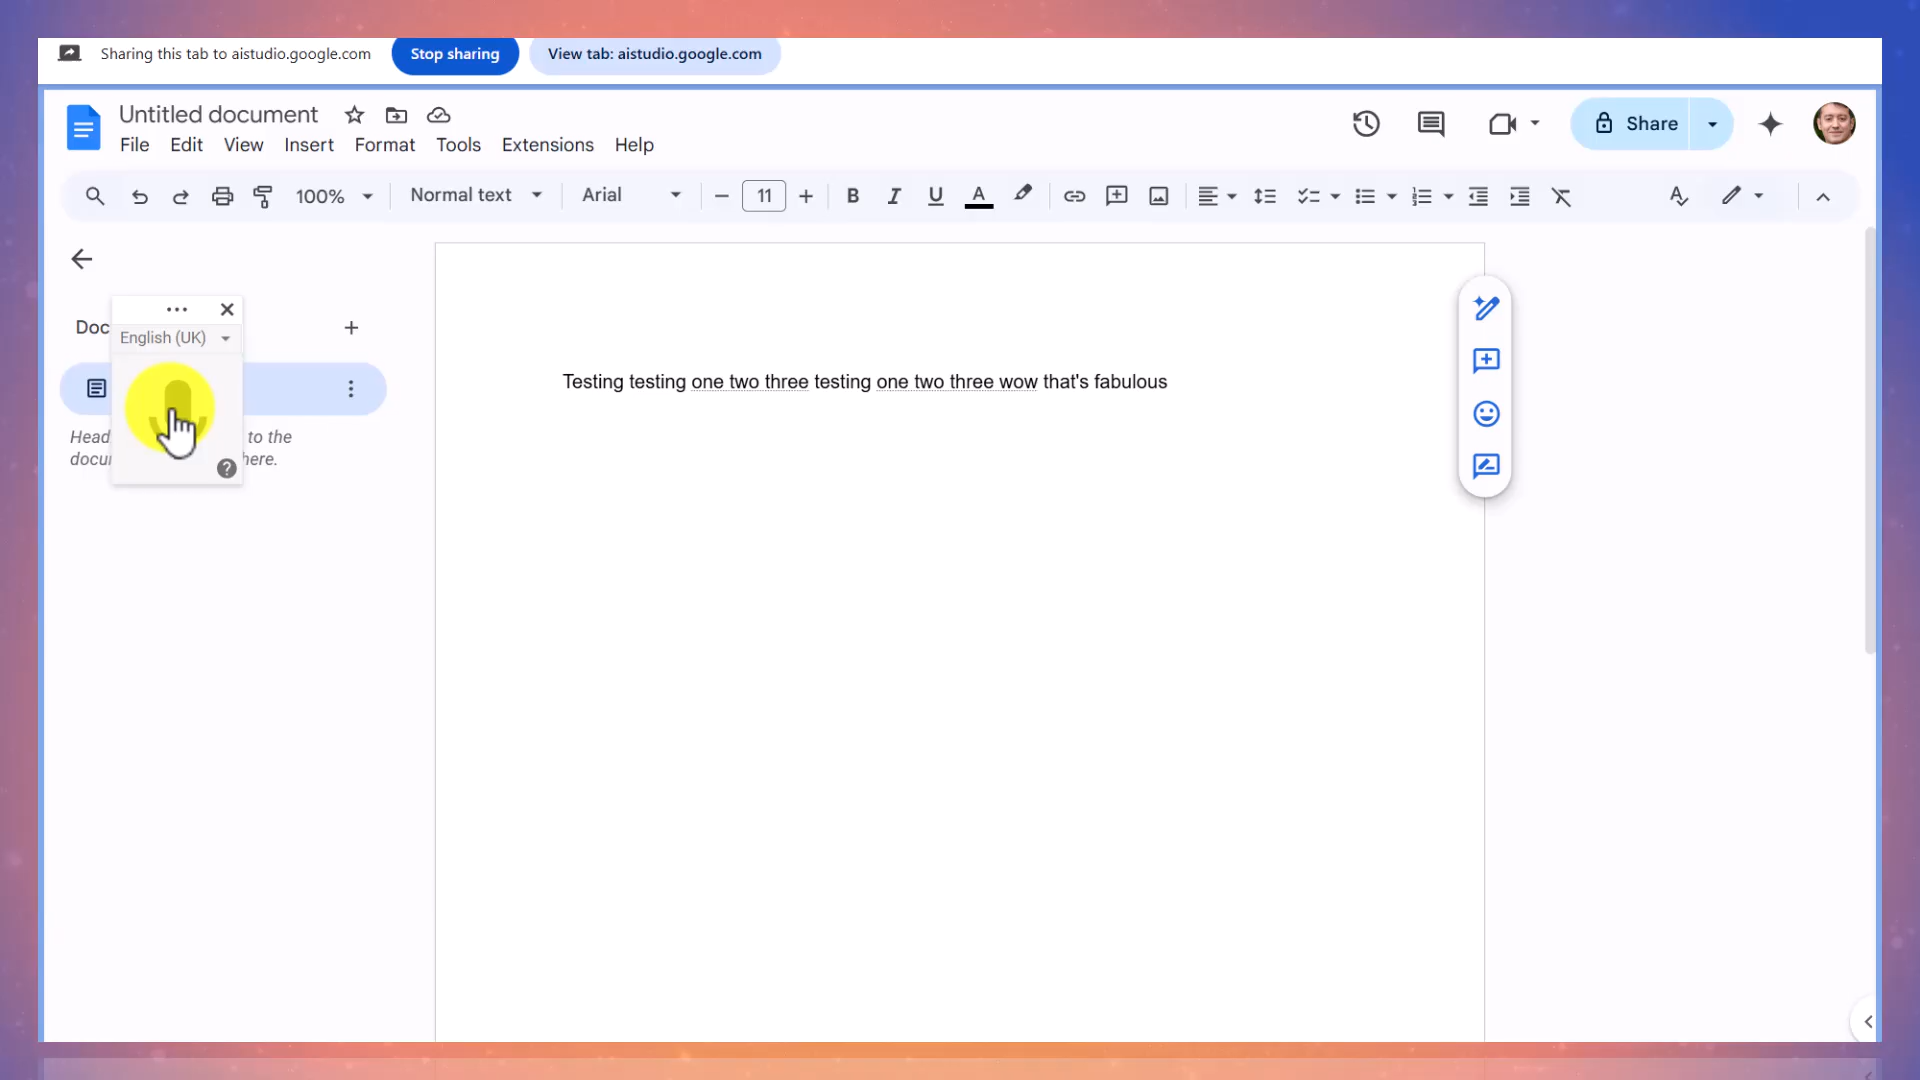 Sharing this tab to aistudio.google.com
Stop sharing
View tab: aistudio.google.com
Untitled document
File Edit View Insert Format Tools Extensions Help
Share
100%
Normal text
Arial
11
B I U A
Doc
English (UK)
Head to the
docu here.
Testing testing one two three testing one two three wow that's fabulous